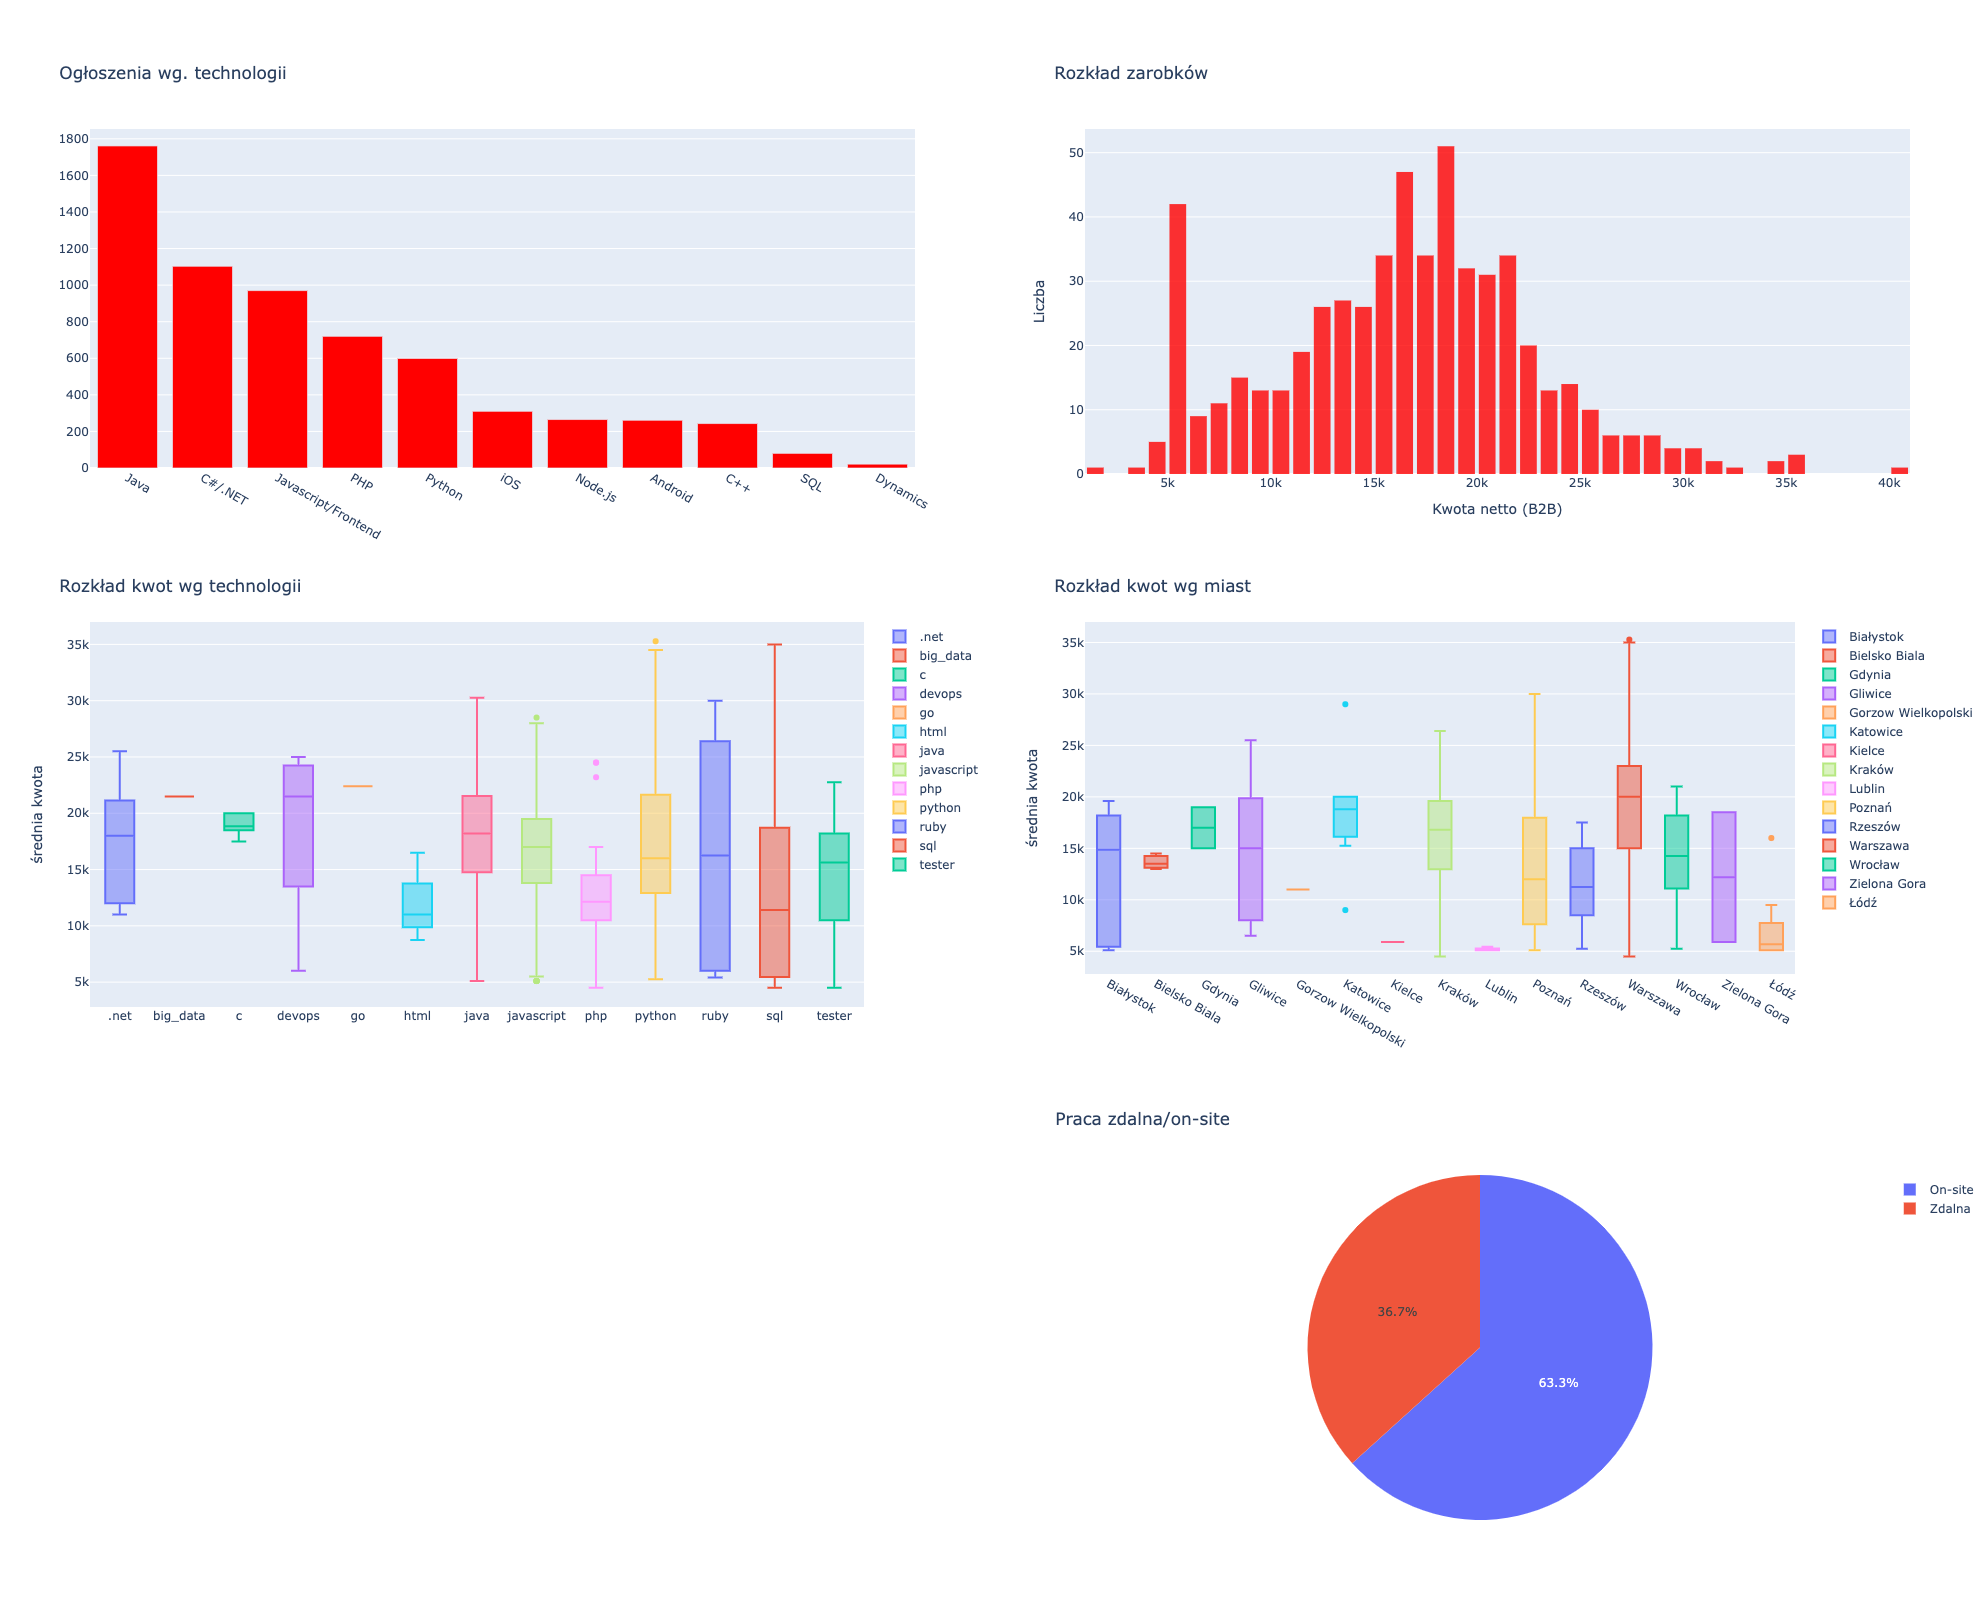 Ogłoszenia wg. technologii
1800
1600
1400
1200
1000
800
600
400
200
0
Java
C#/.NET
Javascript/Frontend
PHP
Python
iOS
Node.js
Android
C++
SQL
Dynamics
Rozkład zarobków
Liczba
50
40
30
20
10
0
5k
10k
15k
20k
25k
30k
35k
40k
Kwota netto (B2B)
Rozkład kwot wg technologii
średnia kwota
35k
30k
25k
20k
15k
10k
5k
.net
big_data
c
devops
go
html
java
javascript
php
python
ruby
sql
tester
.net
big_data
c
devops
go
html
java
javascript
php
python
ruby
sql
tester
Rozkład kwot wg miast
średnia kwota
35k
30k
25k
20k
15k
10k
5k
Białystok
Bielsko Biala
Gdynia
Gliwice
Gorzow Wielkopolski
Katowice
Kielce
Kraków
Lublin
Poznań
Rzeszów
Warszawa
Wrocław
Zielona Gora
Łódź
Białystok
Bielsko Biala
Gdynia
Gliwice
Gorzow Wielkopolski
Katowice
Kielce
Kraków
Lublin
Poznań
Rzeszów
Warszawa
Wrocław
Zielona Gora
Łódź
Praca zdalna/on-site
36.7%
63.3%
On-site
Zdalna